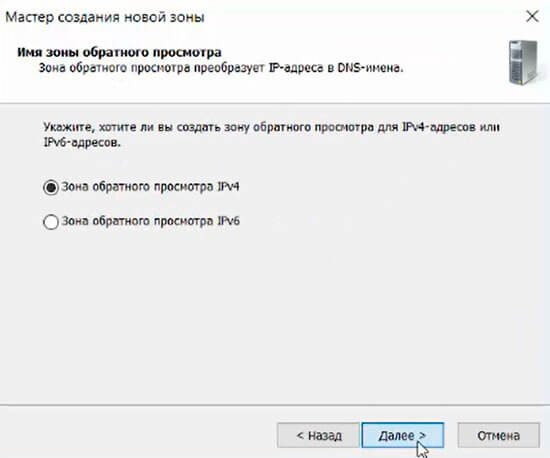 Мастер создания новой зоны
Имя зоны обратного просмотра
Зона обратного просмотра преобразует IP-адреса в DNS-имена.
Укажите, хотите ли вы создать зону обратного просмотра для IPv4-адресов или
IPv6-адресов.
Зона обратного просмотра IPv4
Зона обратного просмотра IPv6
< Назад
Далее >
Отмена